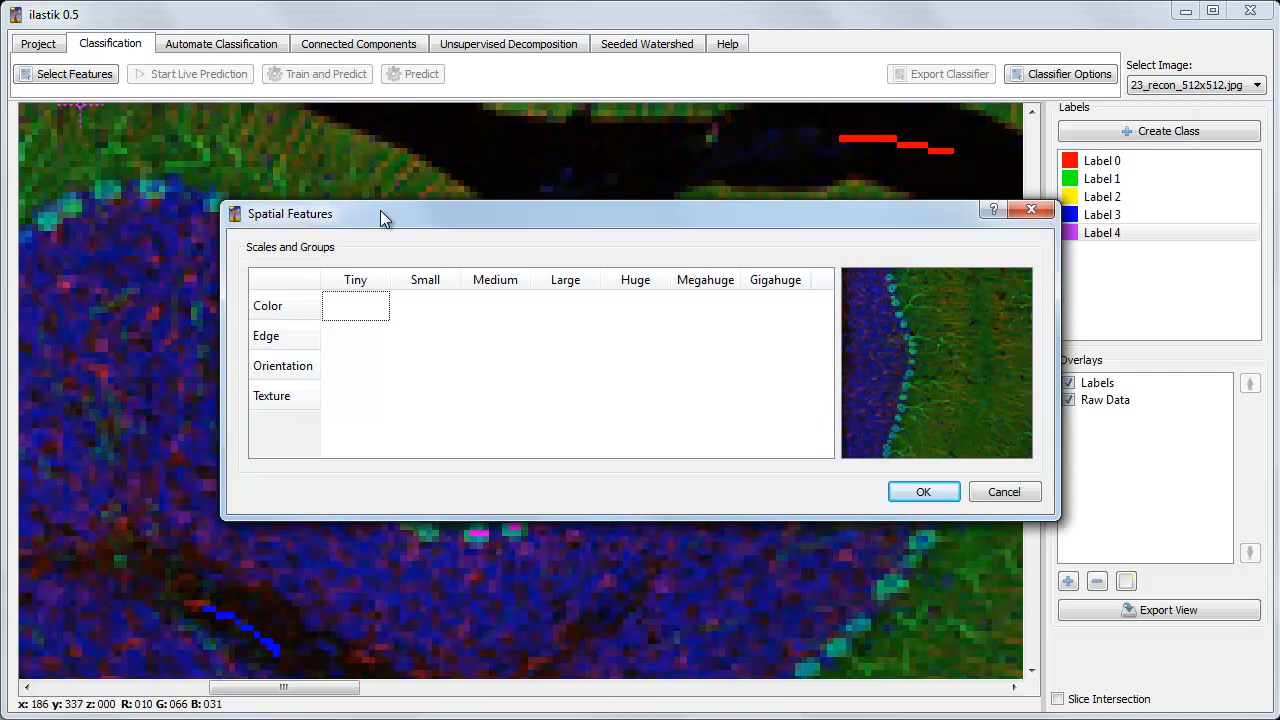 ilastik 0.5
Project Classification Automate Classification Connected Components Unsupervised Decomposition Seeded Watershed Help
Select Features Start Live Prediction Train and Predict Predict Export Classifier Classifier Options
Select Image:
23_recon_512x512.jpg
Labels
Create Class
Label 0
Label 1
Label 2
Label 3
Label 4
Spatial Features
Scales and Groups
Tiny Small Medium Large Huge Megahuge Gigahuge
Color
Edge
Orientation
Texture
OK Cancel
Overlays
Labels
Raw Data
Export View
Slice Intersection
x: 186 y: 337 z:000 R: 010 G: 066 B: 031